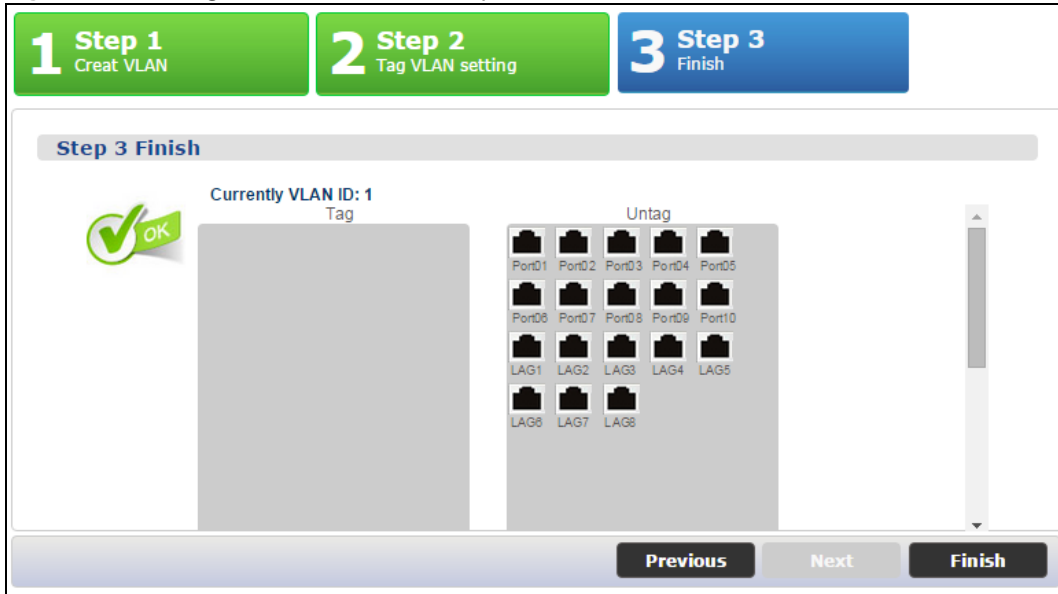 1 Step 1
Creat VLAN
2 Step 2
Tag VLAN setting
3 Step 3
Finish
Step 3 Finish
OK
Currently VLAN ID: 1
Tag
Untag
Port01 Port02 Port03 Port04 Port05
Port06 Port07 Port08 Port09 Port10
LAG1 LAG2 LAG3 LAG4 LAG5
LAG6 LAG7 LAG8
Previous Next Finish